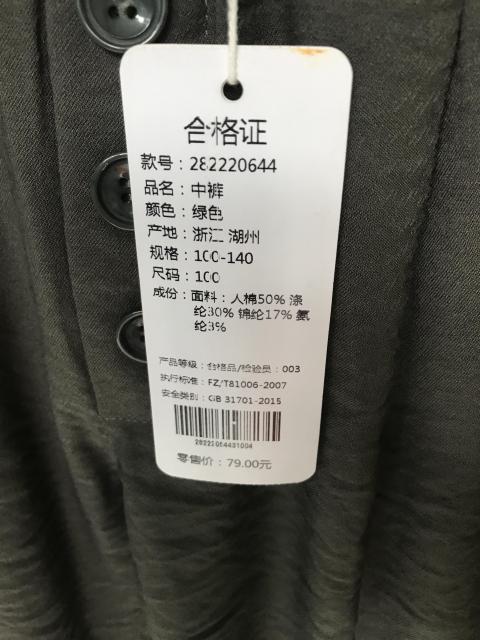 合格证
款号：282220644
品名：中裤
颜色：绿色
产地：浙江 湖州
规格：100-140
尺码：100
成份：面料：人棉50% 涤
纶30% 锦纶17% 氨
纶3%
产品等级：合格品/检验员：003
执行标准：FZ/T81006-2007
安全类别：GB 31701-2015
28222064431004
零售价：79.00元